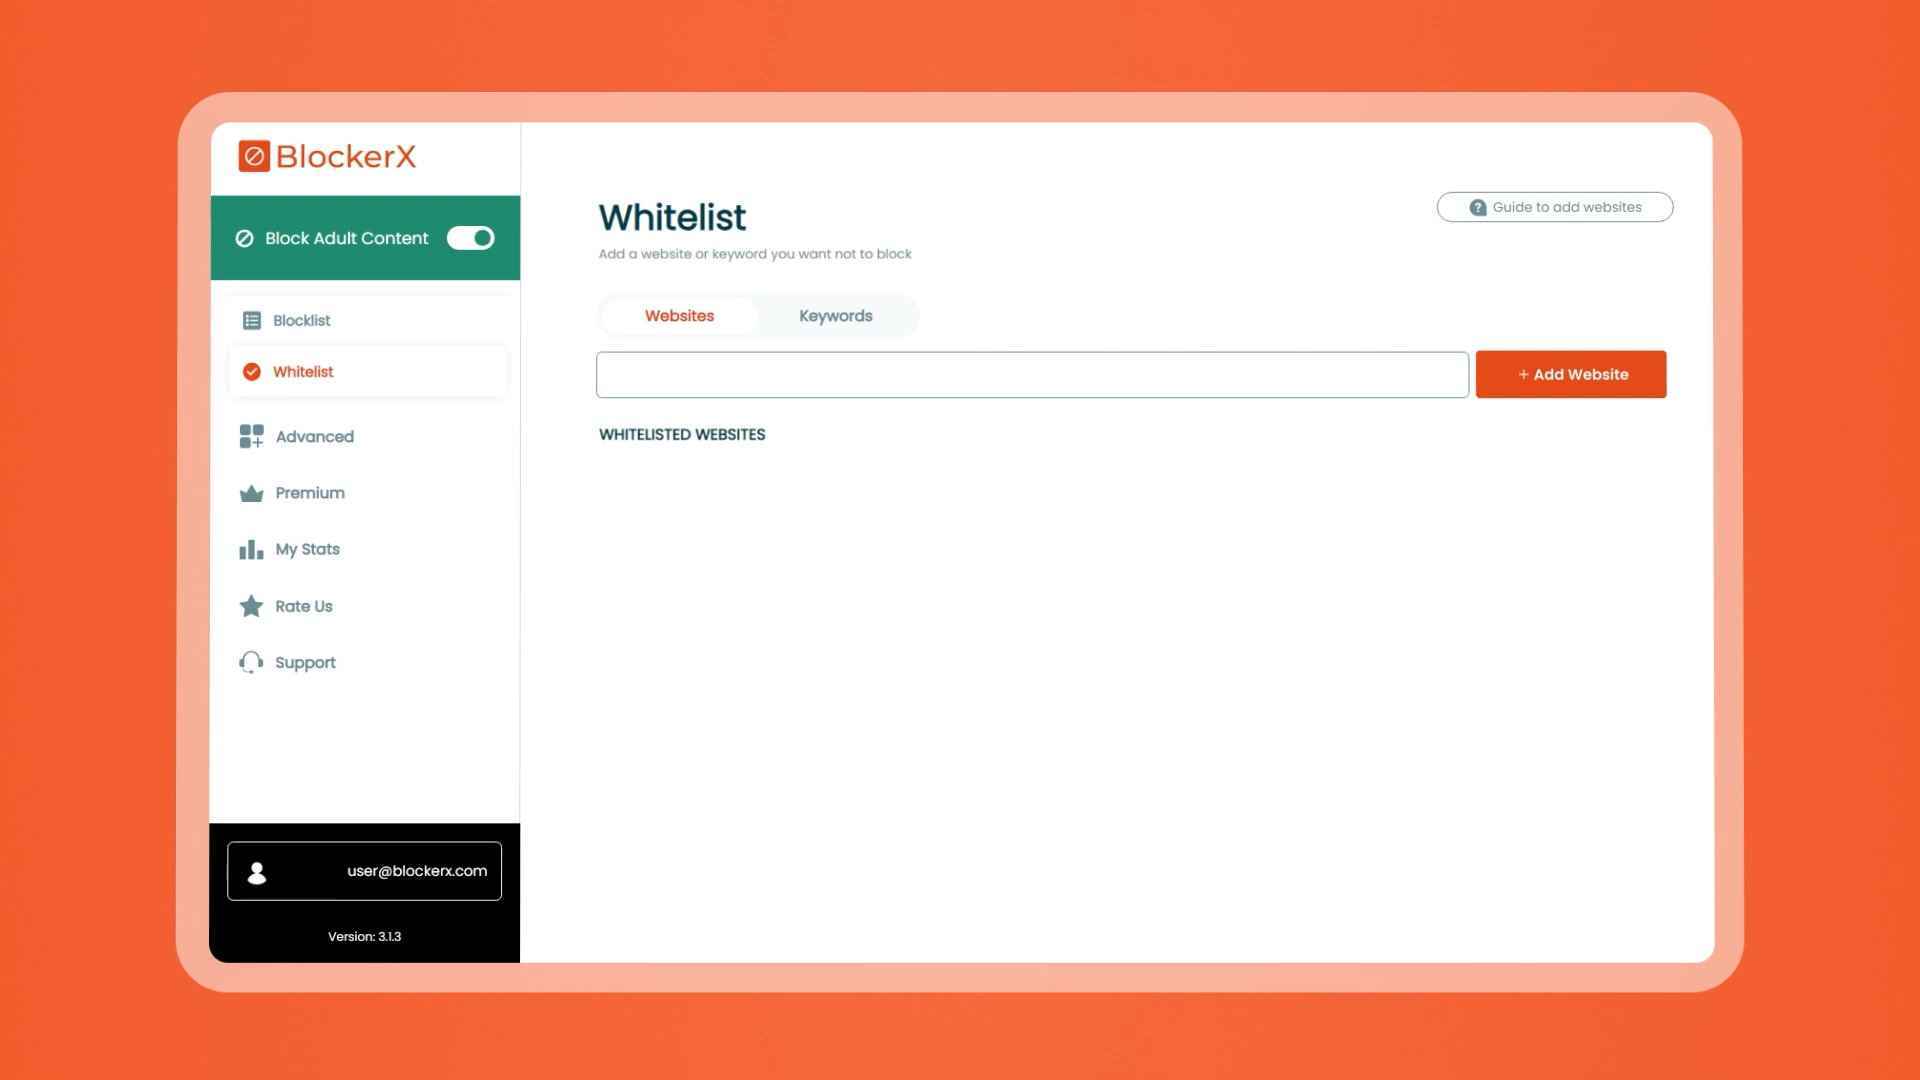 BlockerX
Block Adult Content
Blocklist
Whitelist
Advanced
Premium
My Stats
Rate Us
Support
user@blockerx.com
Version: 3.1.3
Whitelist
Add a website or keyword you want not to block
? Guide to add websites
Websites
Keywords
+ Add Website
WHITELISTED WEBSITES